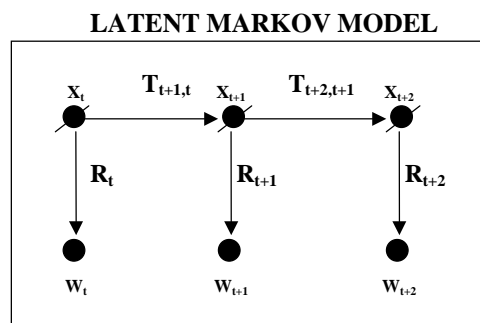 LATENT MARKOV MODEL
Xₜ Tₜ₊₁,ₜ Xₜ₊₁ Tₜ₊₂,ₜ₊₁ Xₜ₊₂
Rₜ Rₜ₊₁ Rₜ₊₂
Wₜ Wₜ₊₁ Wₜ₊₂